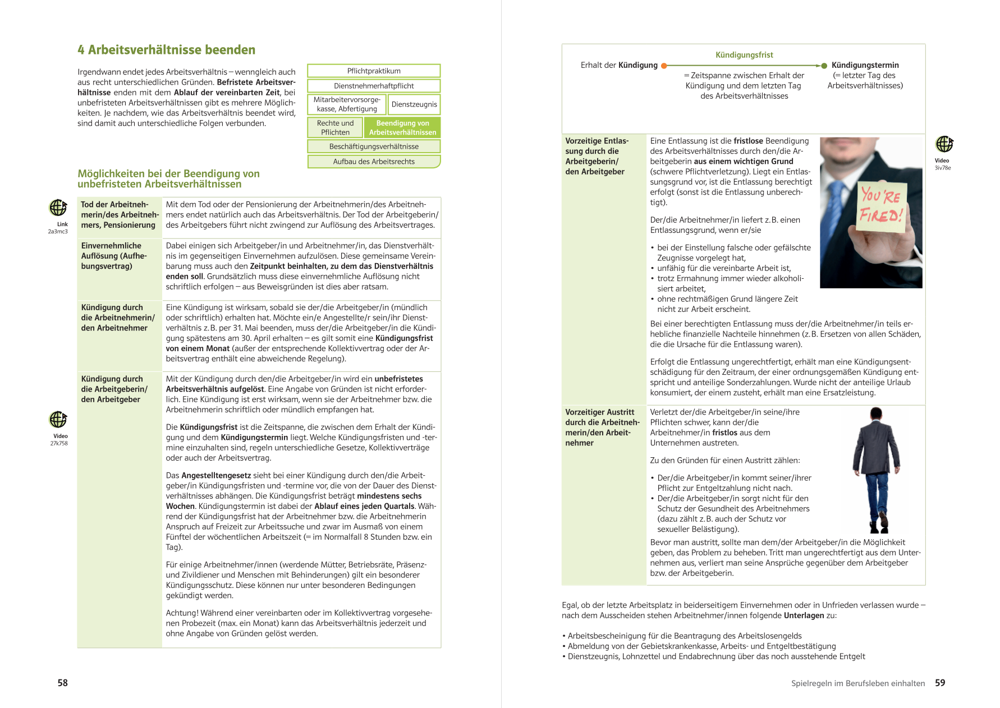 4 Arbeitsverhältnisse beenden
Irgendwann endet jedes Arbeitsverhältnis – wenngleich auch
aus recht unterschiedlichen Gründen. Befristete Arbeitsver-
hältnisse enden mit dem Ablauf der vereinbarten Zeit, bei
unbefristeten Arbeitsverhältnissen gibt es mehrere Möglich-
keiten. Je nachdem, wie das Arbeitsverhältnis beendet wird,
sind damit auch unterschiedliche Folgen verbunden.
Pflichtpraktikum
Dienstnehmerhaftpflicht
Mitarbeitervorsorge-
kasse, Abfertigung
Dienstzeugnis
Rechte und
Pflichten
Beendigung von
Arbeitsverhältnissen
Beschäftigungsverhältnisse
Aufbau des Arbeitsrechts
Möglichkeiten bei der Beendigung von
unbefristeten Arbeitsverhältnissen
Link
2a3mc3
Tod der Arbeitneh-
merin/des Arbeitneh-
mers, Pensionierung
Mit dem Tod oder der Pensionierung der Arbeitnehmerin/des Arbeitneh-
mers endet natürlich auch das Arbeitsverhältnis. Der Tod der Arbeitgeberin/
des Arbeitgebers führt nicht zwingend zur Auflösung des Arbeitsvertrages.
Einvernehmliche
Auflösung (Aufhe-
bungsvertrag)
Dabei einigen sich Arbeitgeber/in und Arbeitnehmer/in, das Dienstverhält-
nis im gegenseitigen Einvernehmen aufzulösen. Diese gemeinsame Verein-
barung muss auch den Zeitpunkt beinhalten, zu dem das Dienstverhältnis
enden soll. Grundsätzlich muss diese einvernehmliche Auflösung nicht
schriftlich erfolgen – aus Beweisgründen ist dies aber ratsam.
Kündigung durch
die Arbeitnehmerin/
den Arbeitnehmer
Eine Kündigung ist wirksam, sobald sie der/die Arbeitgeber/in (mündlich
oder schriftlich) erhalten hat. Möchte ein/e Angestellte/r sein/ihr Dienst-
verhältnis z. B. per 31. Mai beenden, muss der/die Arbeitgeber/in die Kündi-
gung spätestens am 30. April erhalten – es gilt somit eine Kündigungsfrist
von einem Monat (außer der entsprechende Kollektivvertrag oder der Ar-
beitsvertrag enthält eine abweichende Regelung).
Kündigung durch
die Arbeitgeberin/
den Arbeitgeber
Video
27k758
Mit der Kündigung durch den/die Arbeitgeber/in wird ein unbefristetes
Arbeitsverhältnis aufgelöst. Eine Angabe von Gründen ist nicht erforder-
lich. Eine Kündigung ist erst wirksam, wenn sie der Arbeitnehmer bzw. die
Arbeitnehmerin schriftlich oder mündlich empfangen hat.
Die Kündigungsfrist ist die Zeitspanne, die zwischen dem Erhalt der Kündi-
gung und dem Kündigungstermin liegt. Welche Kündigungsfristen und -ter-
mine einzuhalten sind, regeln unterschiedliche Gesetze, Kollektivverträge
oder auch der Arbeitsvertrag.
Das Angestelltengesetz sieht bei einer Kündigung durch den/die Arbeit-
geber/in Kündigungsfristen und -termine vor, die von der Dauer des Dienst-
verhältnisses abhängen. Die Kündigungsfrist beträgt mindestens sechs
Wochen. Kündigungstermin ist dabei der Ablauf eines jeden Quartals. Wäh-
rend der Kündigungsfrist hat der Arbeitnehmer bzw. die Arbeitnehmerin
Anspruch auf Freizeit zur Arbeitssuche und zwar im Ausmaß von einem
Fünftel der wöchentlichen Arbeitszeit (= im Normalfall 8 Stunden bzw. ein
Tag).
Für einige Arbeitnehmer/innen (werdende Mütter, Betriebsräte, Präsenz-
und Zivildiener und Menschen mit Behinderungen) gilt ein besonderer
Kündigungsschutz. Diese können nur unter besonderen Bedingungen
gekündigt werden.
Achtung! Während einer vereinbarten oder im Kollektivvertrag vorgesehe-
nen Probezeit (max. ein Monat) kann das Arbeitsverhältnis jederzeit und
ohne Angabe von Gründen gelöst werden.
58
Kündigungsfrist
Erhalt der Kündigung
= Zeitspanne zwischen Erhalt der
Kündigung und dem letzten Tag
des Arbeitsverhältnisses
Kündigungstermin
(= letzter Tag des
Arbeitsverhältnisses)
Vorzeitige Entlas-
sung durch die
Arbeitgeberin/
den Arbeitgeber
Eine Entlassung ist die fristlose Beendigung
des Arbeitsverhältnisses durch den/die Ar-
beitgeberin aus einem wichtigen Grund
(schwere Pflichtverletzung). Liegt ein Entlas-
sungsgrund vor, ist die Entlassung berechtigt
erfolgt (sonst ist die Entlassung unberech-
tigt).
Der/die Arbeitnehmer/in liefert z. B. einen
Entlassungsgrund, wenn er/sie
• bei der Einstellung falsche oder gefälschte
Zeugnisse vorgelegt hat,
• unfähig für die vereinbarte Arbeit ist,
• trotz Ermahnung immer wieder alkoholi-
siert arbeitet,
• ohne rechtmäßigen Grund längere Zeit
nicht zur Arbeit erscheint.
YOU'RE
FIRED!
Video
3iv78e
Bei einer berechtigten Entlassung muss der/die Arbeitnehmer/in teils er-
hebliche finanzielle Nachteile hinnehmen (z. B. Ersetzen von allen Schäden,
die die Ursache für die Entlassung waren).
Erfolgt die Entlassung ungerechtfertigt, erhält man eine Kündigungsent-
schädigung für den Zeitraum, der einer ordnungsgemäßen Kündigung ent-
spricht und anteilige Sonderzahlungen. Wurde nicht der anteilige Urlaub
konsumiert, der einem zusteht, erhält man eine Ersatzleistung.
Vorzeitiger Austritt
durch die Arbeitneh-
merin/den Arbeit-
nehmer
Verletzt der/die Arbeitgeber/in seine/ihre
Pflichten schwer, kann der/die
Arbeitnehmer/in fristlos aus dem
Unternehmen austreten.
Zu den Gründen für einen Austritt zählen:
• Der/die Arbeitgeber/in kommt seiner/ihrer
Pflicht zur Entgeltzahlung nicht nach.
• Der/die Arbeitgeber/in sorgt nicht für den
Schutz der Gesundheit des Arbeitnehmers
(dazu zählt z. B. auch der Schutz vor
sexueller Belästigung).
Bevor man austritt, sollte man dem/der Arbeitgeber/in die Möglichkeit
geben, das Problem zu beheben. Tritt man ungerechtfertigt aus dem Unter-
nehmen aus, verliert man seine Ansprüche gegenüber dem Arbeitgeber
bzw. der Arbeitgeberin.
Egal, ob der letzte Arbeitsplatz in beiderseitigem Einvernehmen oder in Unfrieden verlassen wurde –
nach dem Ausscheiden stehen Arbeitnehmer/innen folgende Unterlagen zu:
• Arbeitsbescheinigung für die Beantragung des Arbeitslosengelds
• Abmeldung von der Gebietskrankenkasse, Arbeits- und Entgeltbestätigung
• Dienstzeugnis, Lohnzettel und Endabrechnung über das noch ausstehende Entgelt
Spielregeln im Berufsleben einhalten 59